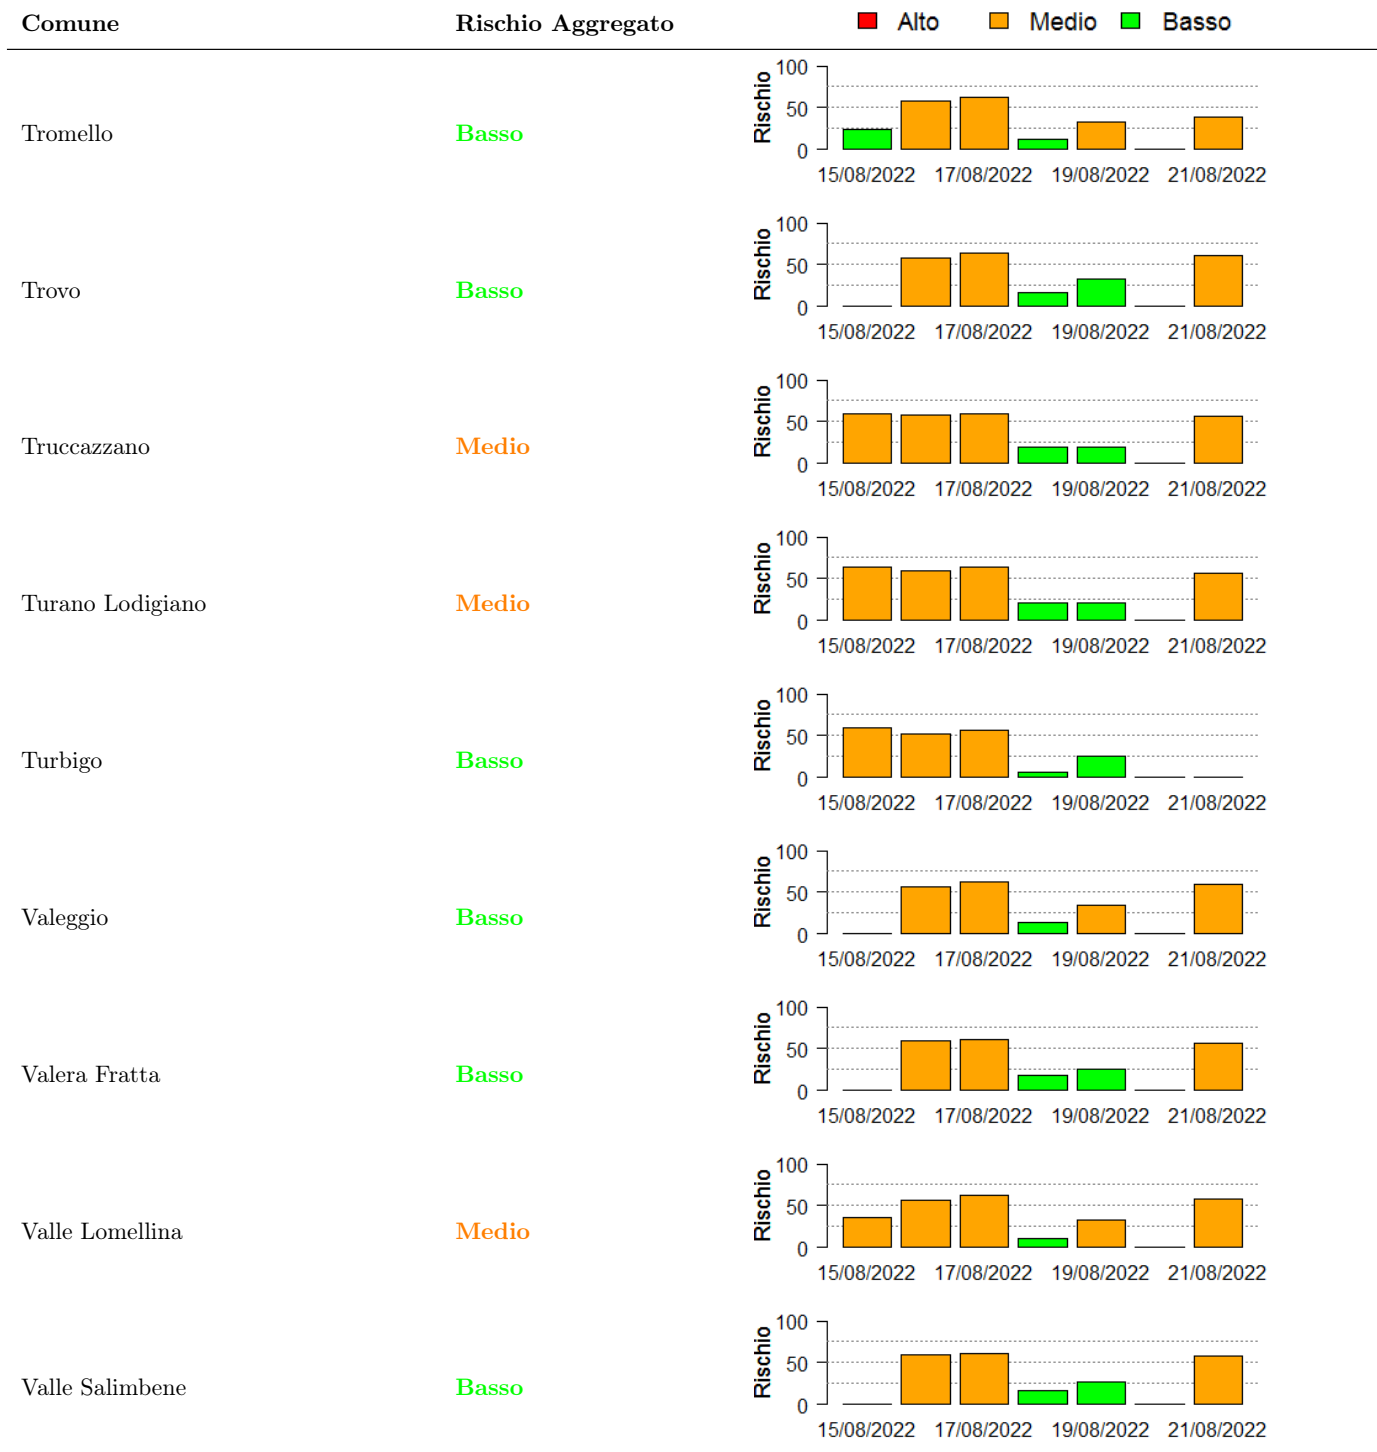 Comune Rischio Aggregato Alto Medio Basso
Tromello Basso Rischio 100 50 0
15/08/2022 17/08/2022 19/08/2022 21/08/2022
Trovo Basso Rischio 100 50 0
15/08/2022 17/08/2022 19/08/2022 21/08/2022
Truccazzano Medio Rischio 100 50 0
15/08/2022 17/08/2022 19/08/2022 21/08/2022
Turano Lodigiano Medio Rischio 100 50 0
15/08/2022 17/08/2022 19/08/2022 21/08/2022
Turbigo Basso Rischio 100 50 0
15/08/2022 17/08/2022 19/08/2022 21/08/2022
Valeggio Basso Rischio 100 50 0
15/08/2022 17/08/2022 19/08/2022 21/08/2022
Valera Fratta Basso Rischio 100 50 0
15/08/2022 17/08/2022 19/08/2022 21/08/2022
Valle Lomellina Medio Rischio 100 50 0
15/08/2022 17/08/2022 19/08/2022 21/08/2022
Valle Salimbene Basso Rischio 100 50 0
15/08/2022 17/08/2022 19/08/2022 21/08/2022